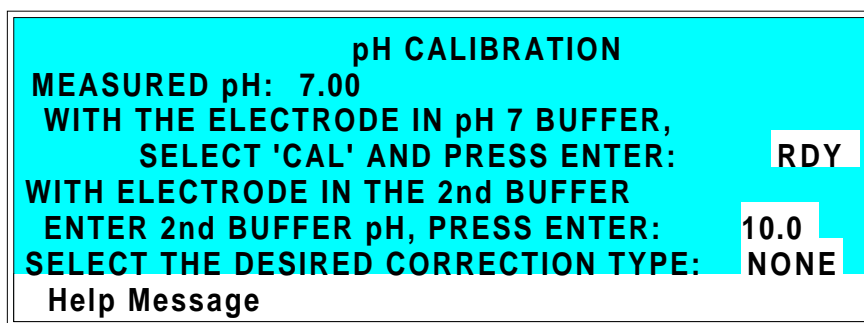 pH CALIBRATION
MEASURED pH: 7.00
WITH THE ELECTRODE IN pH 7 BUFFER,
SELECT 'CAL' AND PRESS ENTER: RDY
WITH ELECTRODE IN THE 2nd BUFFER
ENTER 2nd BUFFER pH, PRESS ENTER: 10.0
SELECT THE DESIRED CORRECTION TYPE: NONE
Help Message